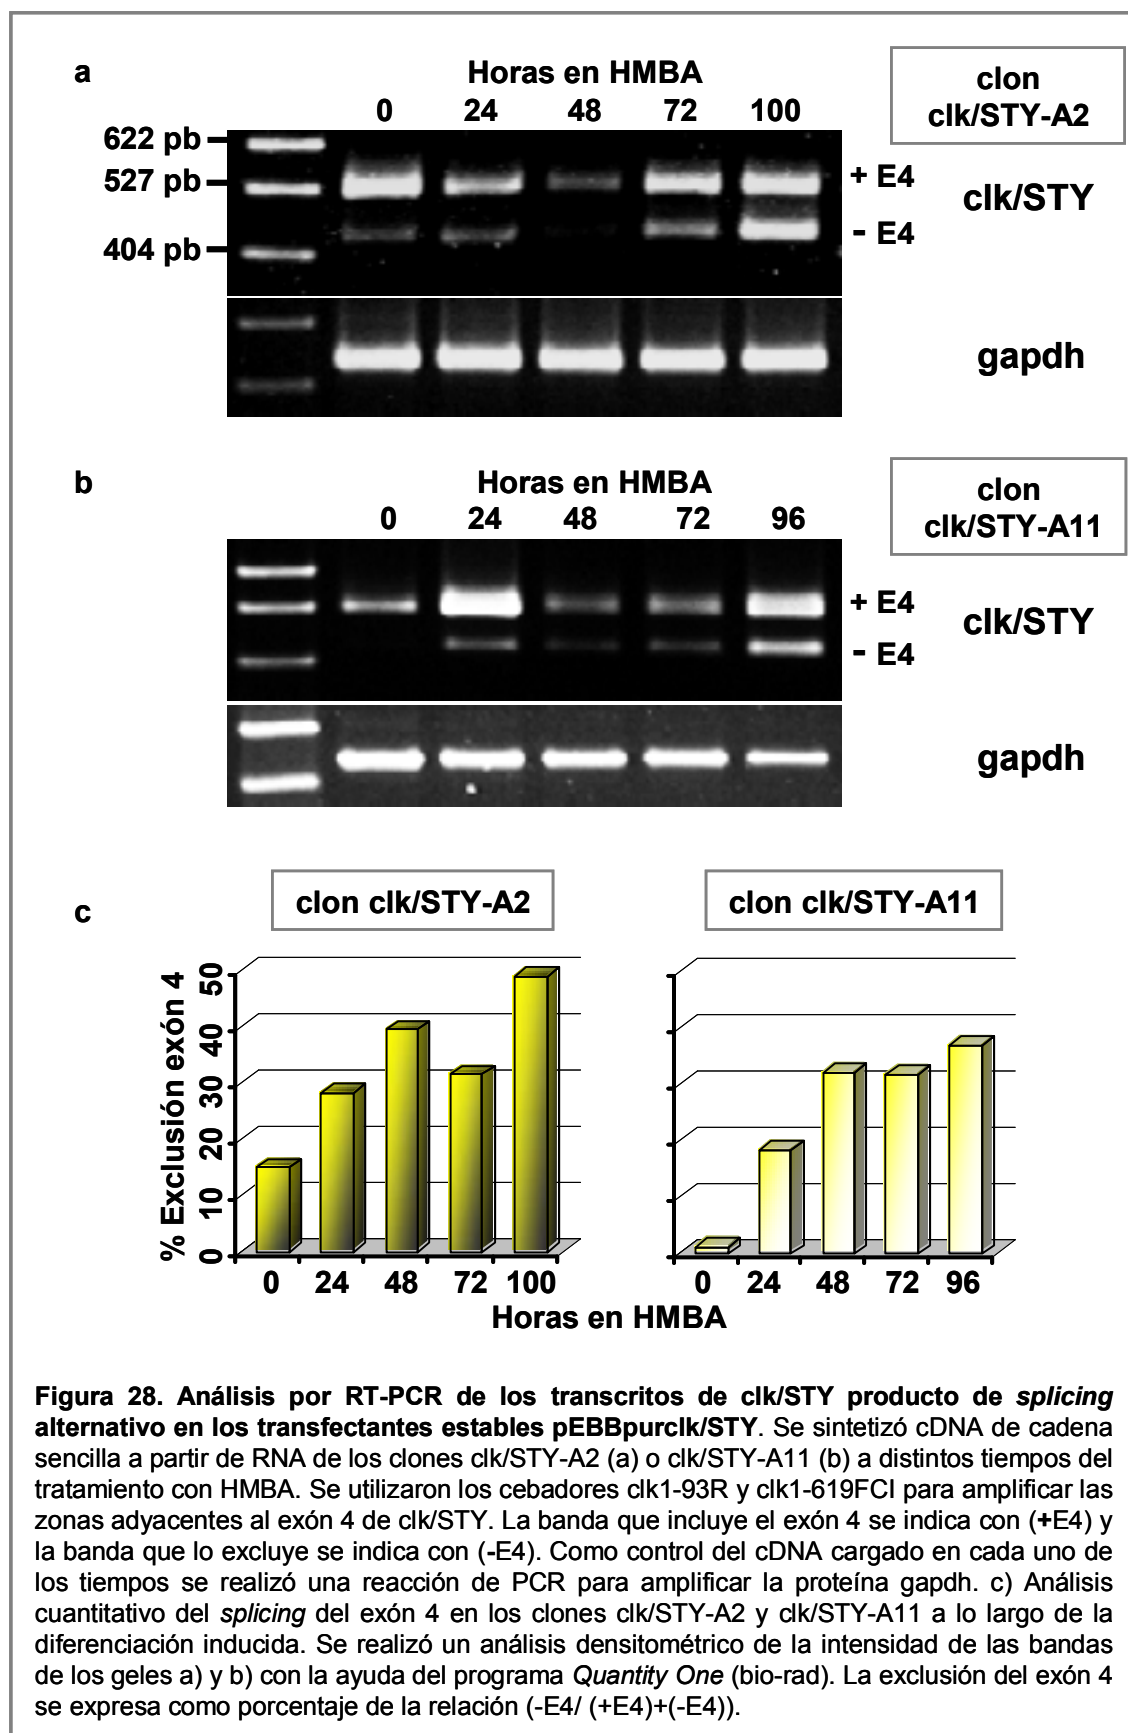 a
Horas en HMBA
0 24 48 72 100
clon
clk/STY-A2
622 pb
527 pb
404 pb
+ E4
- E4
clk/STY
gapdh
b
Horas en HMBA
0 24 48 72 96
clon
clk/STY-A11
+ E4
- E4
clk/STY
gapdh
c
clon clk/STY-A2
clon clk/STY-A11
% Exclusión exón 4
50
40
30
20
10
0
0 24 48 72 100
0 24 48 72 96
Horas en HMBA
Figura 28. Análisis por RT-PCR de los transcritos de clk/STY producto de splicing
alternativo en los transfectantes estables pEBBpurclk/STY. Se sintetizó cDNA de cadena
sencilla a partir de RNA de los clones clk/STY-A2 (a) o clk/STY-A11 (b) a distintos tiempos del
tratamiento con HMBA. Se utilizaron los cebadores clk1-93R y clk1-619FCI para amplificar las
zonas adyacentes al exón 4 de clk/STY. La banda que incluye el exón 4 se indica con (+E4) y
la banda que lo excluye se indica con (-E4). Como control del cDNA cargado en cada uno de
los tiempos se realizó una reacción de PCR para amplificar la proteína gapdh. c) Análisis
cuantitativo del splicing del exón 4 en los clones clk/STY-A2 y clk/STY-A11 a lo largo de la
diferenciación inducida. Se realizó un análisis densitométrico de la intensidad de las bandas
de los geles a) y b) con la ayuda del programa Quantity One (bio-rad). La exclusión del exón 4
se expresa como porcentaje de la relación (-E4/ (+E4)+(-E4)).